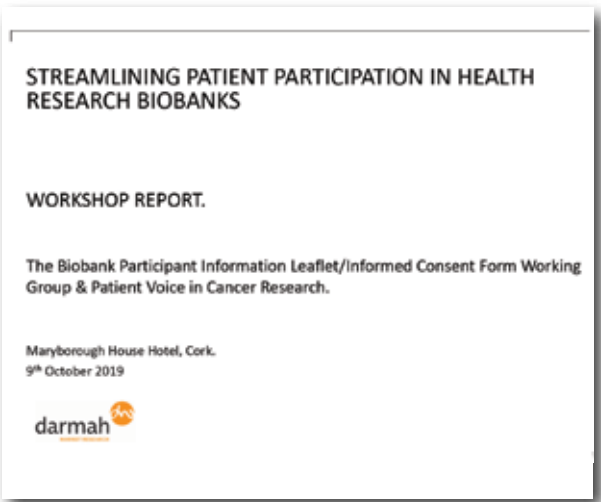 STREAMLINING PATIENT PARTICIPATION IN HEALTH
RESEARCH BIOBANKS
WORKSHOP REPORT.
The Biobank Participant Information Leaflet/Informed Consent Form Working
Group & Patient Voice in Cancer Research.
Maryborough House Hotel, Cork.
9th October 2019
darmah